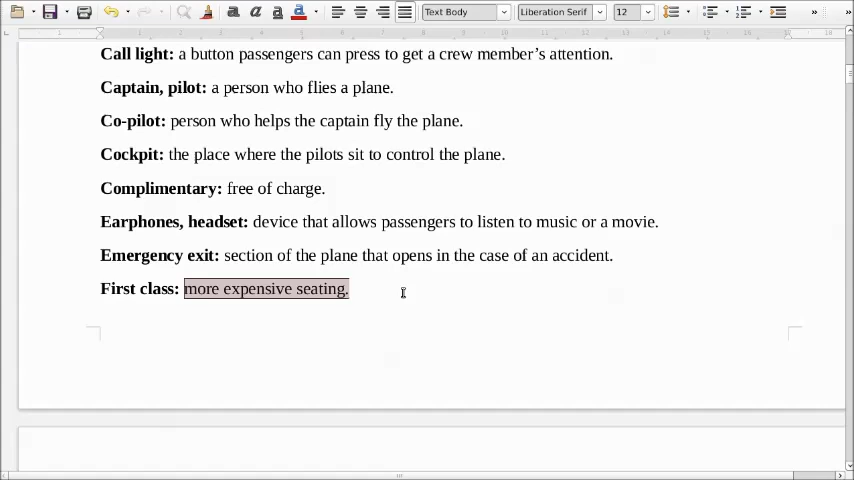 Text Body Liberation Serif 12
Call light: a button passengers can press to get a crew member’s attention.
Captain, pilot: a person who flies a plane.
Co-pilot: person who helps the captain fly the plane.
Cockpit: the place where the pilots sit to control the plane.
Complimentary: free of charge.
Earphones, headset: device that allows passengers to listen to music or a movie.
Emergency exit: section of the plane that opens in the case of an accident.
First class: more expensive seating.